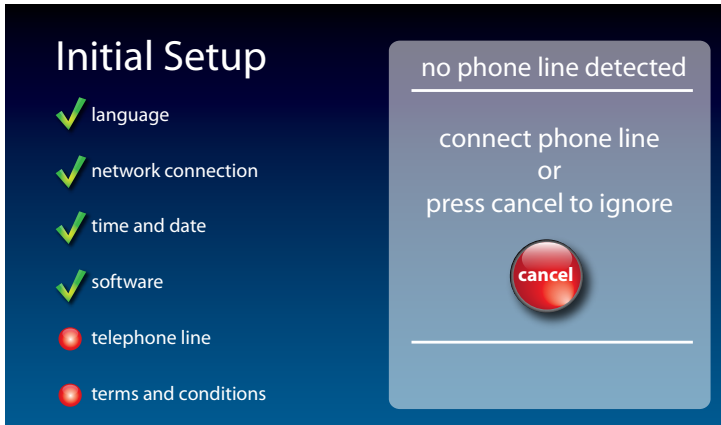 Initial Setup
language
network connection
time and date
software
telephone line
terms and conditions
no phone line detected
connect phone line
or
press cancel to ignore
cancel